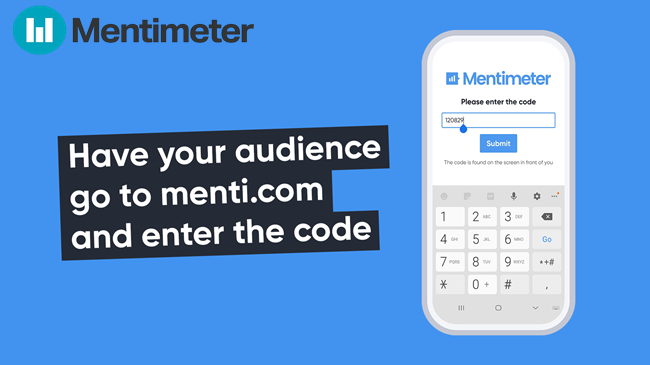 Mentimeter
Have your audience
go to menti.com
and enter the code
Mentimeter
Please enter the code
120829
Submit
The code is found on the screen in front of you
1
2 ABC
3 DEF
4 GHI
5 JKL
6 MNO
Go
7 PQRS
8 TUV
9 WXYZ
*+#
*
0 +
#
,